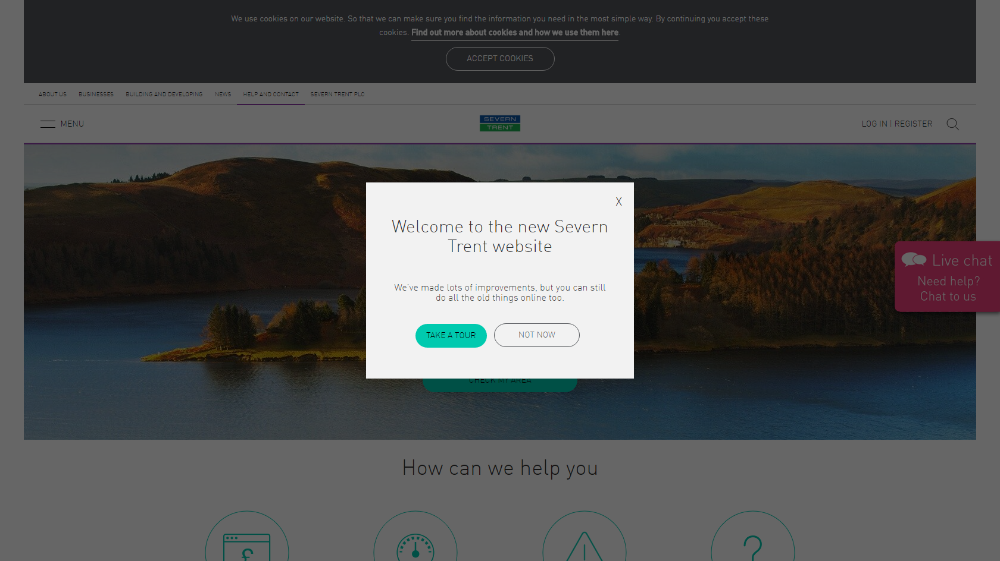 We use cookies on our website. So that we can make sure you find the information you need in the most simple way. By continuing you accept these
cookies. Find out more about cookies and how we use them here.
ACCEPT COOKIES
ABOUT US BUSINESSES BUILDING AND DEVELOPING NEWS HELP AND CONTACT SEVERN TRENT PLC
MENU
SEVERN
TRENT
LOG IN | REGISTER
X
Welcome to the new Severn
Trent website
We've made lots of improvements, but you can still
do all the old things online too.
TAKE A TOUR
NOT NOW
CHECK MY AREA
Live chat
Need help?
Chat to us
How can we help you
£
?